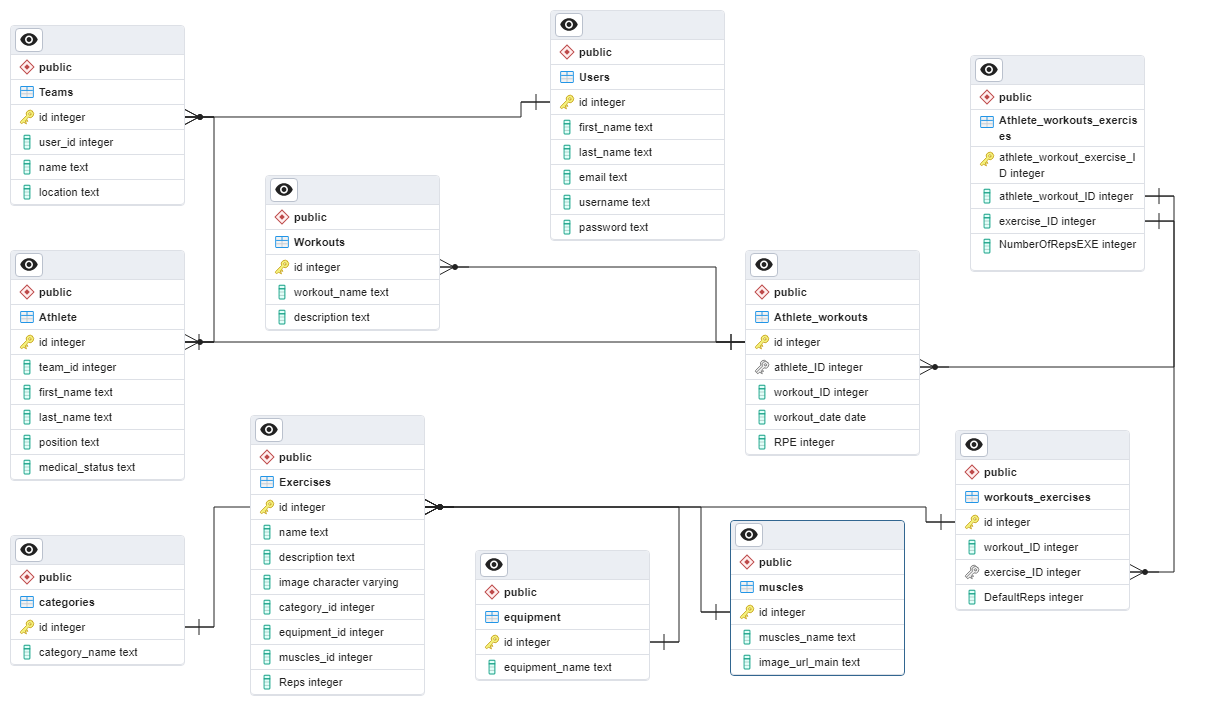 public
Teams
id integer
user_id integer
name text
location text
public
Users
id integer
first_name text
last_name text
email text
username text
password text
public
Athlete_workouts_exercis
es
athlete_workout_exercise_I
D integer
athlete_workout_ID integer
exercise_ID integer
NumberOfRepsEXE integer
public
Workouts
id integer
workout_name text
description text
public
Athlete
id integer
team_id integer
first_name text
last_name text
position text
medical_status text
public
Athlete_workouts
id integer
athlete_ID integer
workout_ID integer
workout_date date
RPE integer
public
Exercises
id integer
name text
description text
image character varying
category_id integer
equipment_id integer
muscles_id integer
Reps integer
public
workouts_exercises
id integer
workout_ID integer
exercise_ID integer
DefaultReps integer
public
categories
id integer
category_name text
public
equipment
id integer
equipment_name text
public
muscles
id integer
muscles_name text
image_url_main text